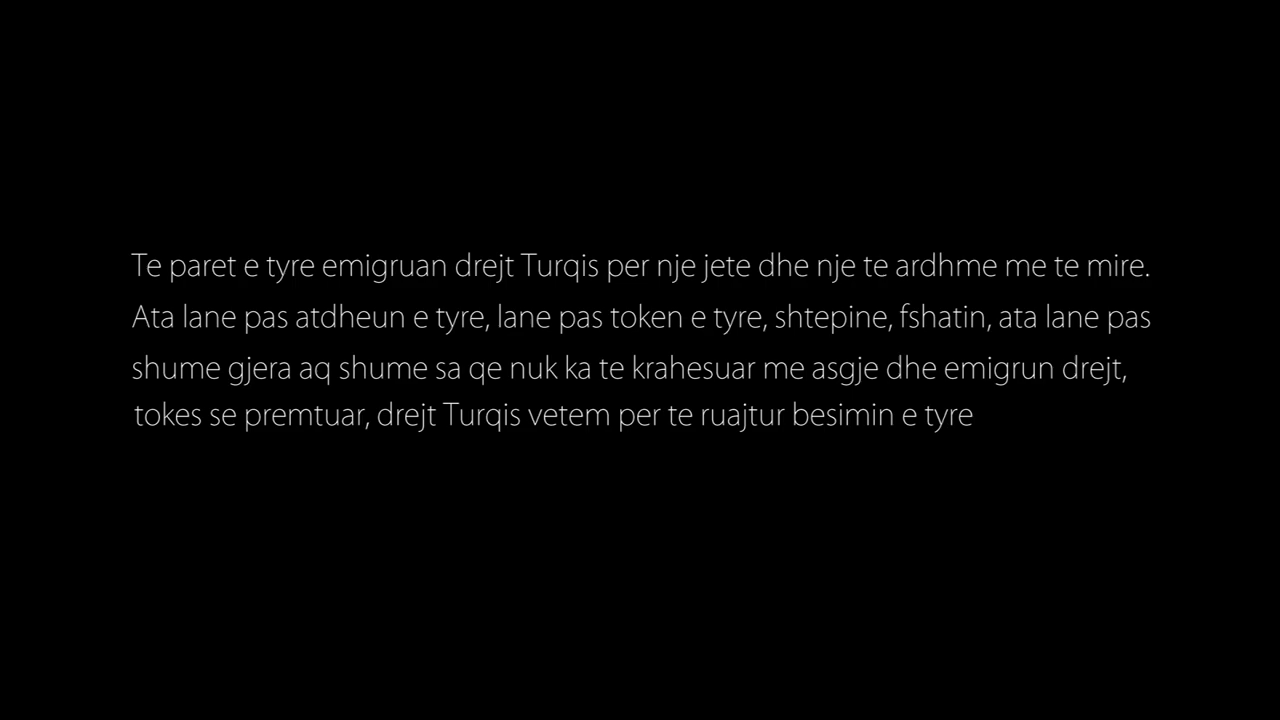 Te paret e tyre emigruan drejt Turqis per nje jete dhe nje te ardhme me te mire.
Ata lane pas atdheun e tyre, lane pas token e tyre, shtepine, fshatin, ata lane pas
shume gjera aq shume sa qe nuk ka te krahesuar me asgje dhe emigrun drejt,
tokes se premtuar, drejt Turqis vetem per te ruajtur besimin e tyre